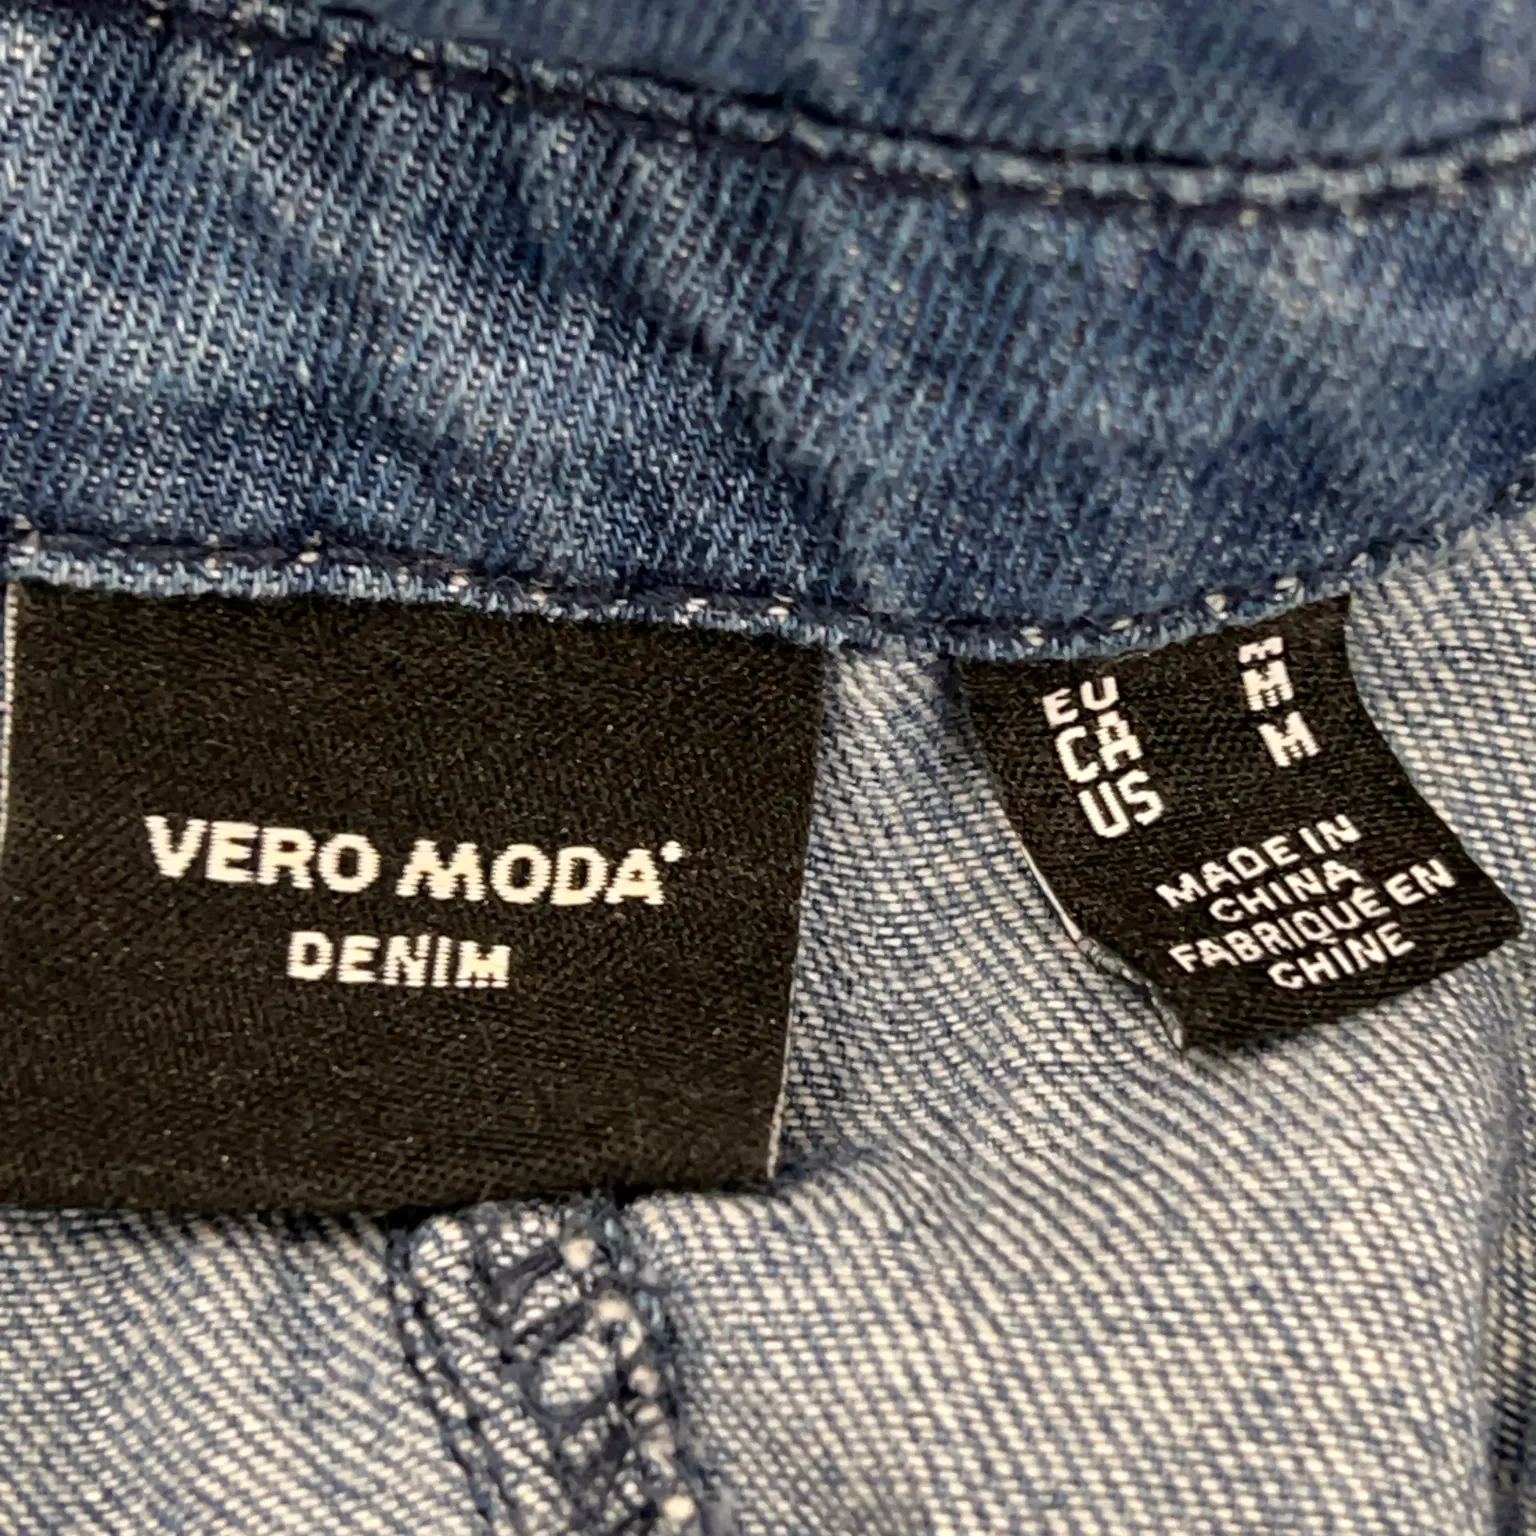 VERO MODA
DENIM
EU M
CA M
US M
MADE IN
CHINA
FABRIQUÉ EN
CHINE